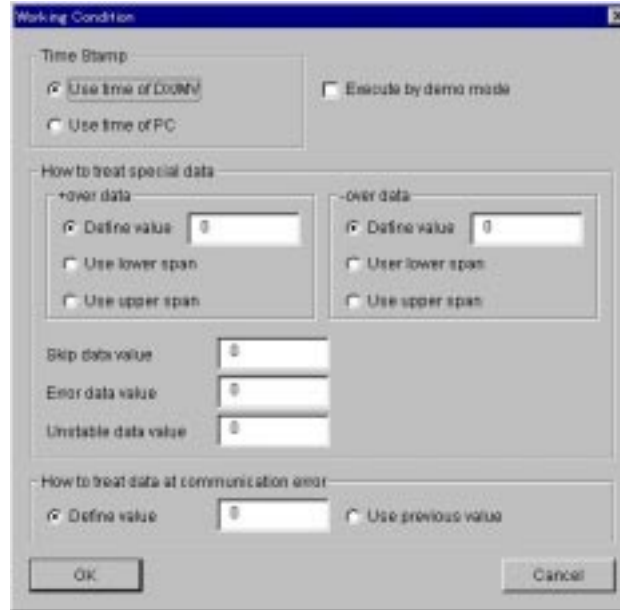 Working Condition
Time Stamp
Use time of DX/MV
Execute by demo mode
Use time of PC
How to treat special data
+over data
-over data
Define value 0
Define value 0
Use lower span
User lower span
Use upper span
Use upper span
Skip data value 0
Error data value 0
Unstable data value 0
How to treat data at communication error
Define value 0
Use previous value
OK
Cancel